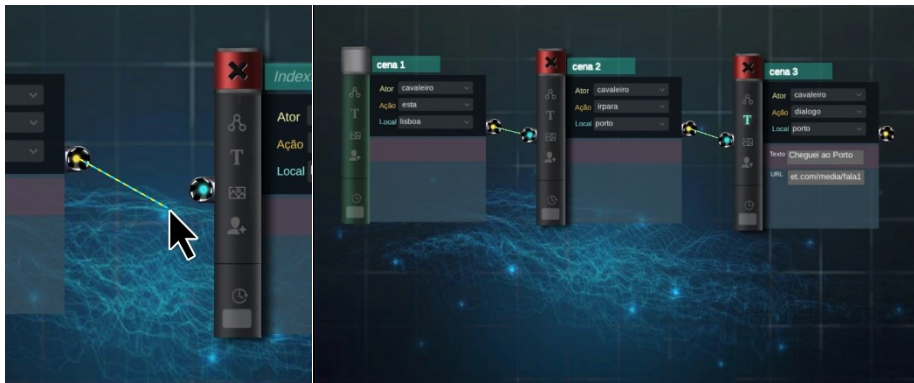 Index
Ator
Ação
Local
T
cena 1
Ator cavaleiro
Ação esta
Local lisboa
T
cena 2
Ator cavaleiro
Ação irpara
Local porto
T
cena 3
Ator cavaleiro
Ação dialogo
Local porto
T
Texto Cheguei ao Porto
URL et.com/media/fala1